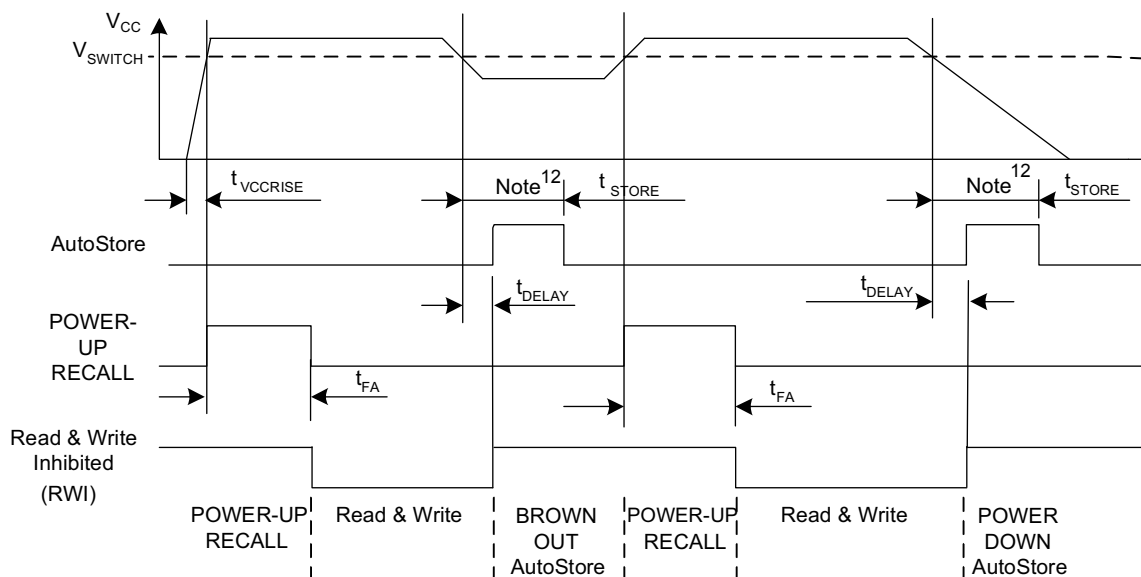 VCC
VSWITCH
tVCCRISE
Note12
tSTORE
Note12
tSTORE
AutoStore
tDELAY
tDELAY
POWER-
UP
RECALL
tFA
tFA
Read & Write
Inhibited
(RWI)
POWER-UP
RECALL
Read & Write
BROWN
OUT
AutoStore
POWER-UP
RECALL
Read & Write
POWER
DOWN
AutoStore